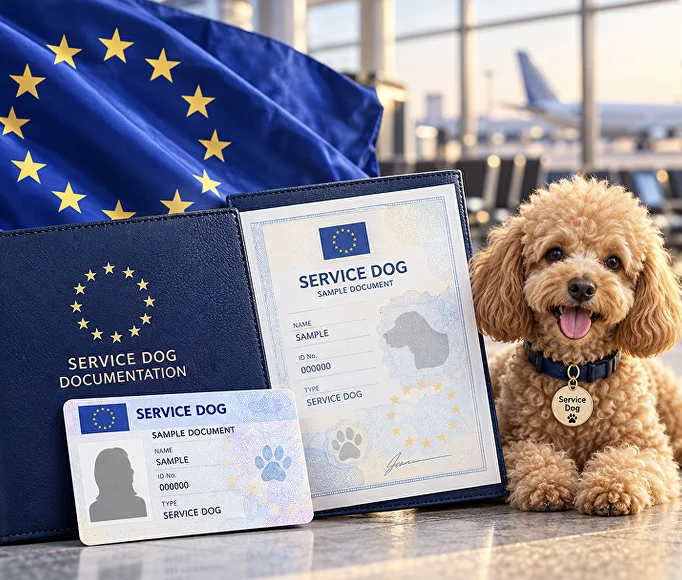 SERVICE DOG
DOCUMENTATION
SERVICE DOG
SAMPLE DOCUMENT
NAME
SAMPLE
ID No.
000000
TYPE
SERVICE DOG
SERVICE DOG
SAMPLE DOCUMENT
NAME
SAMPLE
ID No.
000000
TYPE
SERVICE DOG
Service
Dog